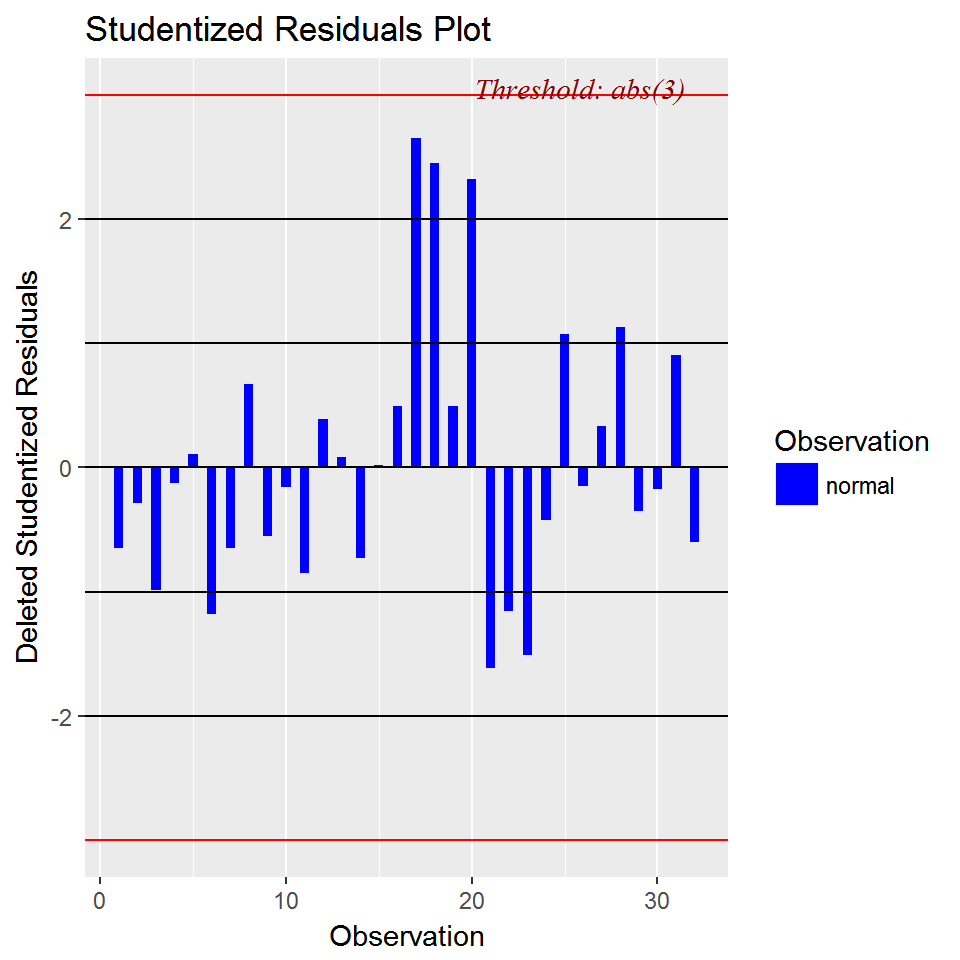 Studentized Residuals Plot
Threshold: abs(3)
2
0
-2
Deleted Studentized Residuals
0 10 20 30
Observation
Observation
normal